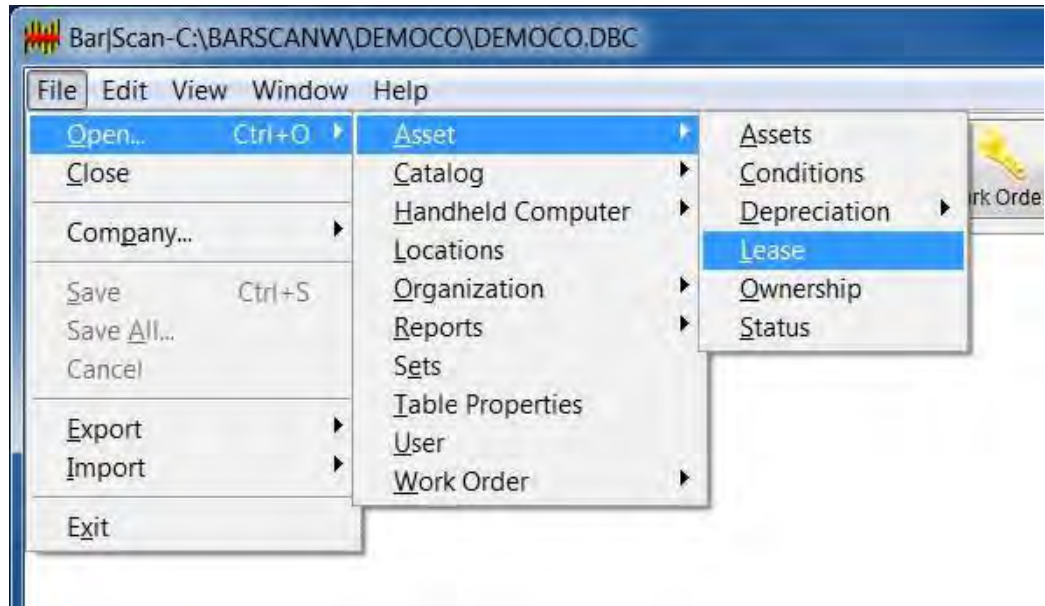 Bar|Scan-C:\BARSCANW\DEMOCO\DEMOCO.DBC
File Edit View Window Help
Open... Ctrl+O
Close
Company...
Save Ctrl+S
Save All...
Cancel
Export
Import
Exit
Asset
Catalog
Handheld Computer
Locations
Organization
Reports
Sets
Table Properties
User
Work Order
Assets
Conditions
Depreciation
Lease
Ownership
Status
rk Orde